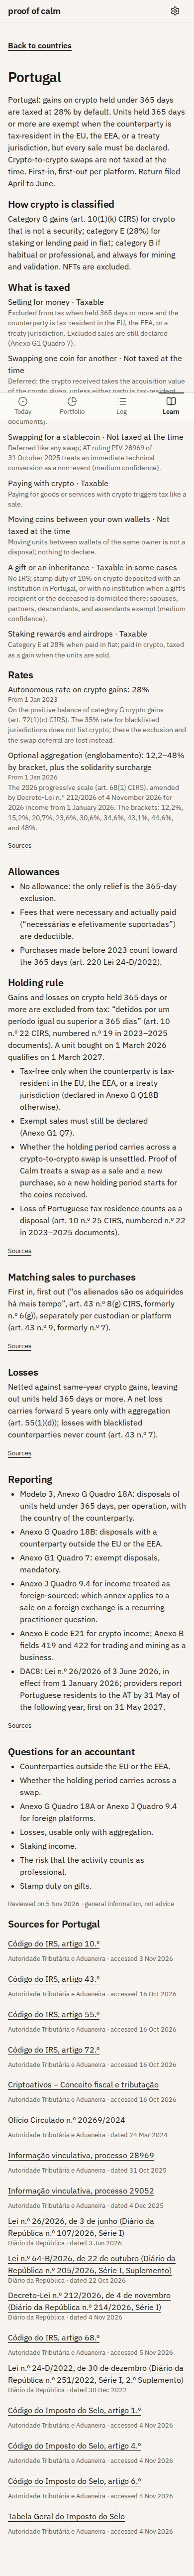 proof of calm
Back to countries
Portugal
Portugal: gains on crypto held under 365 days
are taxed at 28% by default. Units held 365 days
or more are exempt when the counterparty is
tax-resident in the EU, the EEA, or a treaty
jurisdiction, but every sale must be declared.
Crypto-to-crypto swaps are not taxed at the
time. First-in, first-out per platform. Return filed
April to June.
How crypto is classified
Category G gains (art. 10(1)(k) CIRS) for crypto
that is not a security; category E (28%) for
staking or lending paid in fiat; category B if
habitual or professional, and always for mining
and validation. NFTs are excluded.
What is taxed
Selling for money · Taxable
Excluded from tax when held 365 days or more and the
counterparty is tax-resident in the EU, the EEA, or a
treaty jurisdiction. Excluded sales are still declared
(Anexo G1 Quadro 7).
Swapping one coin for another · Not taxed at the
time
Deferred: the crypto received takes the acquisition value
Today
Portfolio
Log
Learn
documents).
Swapping for a stablecoin · Not taxed at the time
Deferred like any swap; AT ruling PIV 28969 of
31 October 2025 treats an immediate technical
conversion as a non-event (medium confidence).
Paying with crypto · Taxable
Paying for goods or services with crypto triggers tax like a
sale.
Moving coins between your own wallets · Not
taxed at the time
Moving units between wallets of the same owner is not a
disposal; nothing to declare.
A gift or an inheritance · Taxable in some cases
No IRS; stamp duty of 10% on crypto deposited with an
institution in Portugal, or with no institution when a gift's
recipient or the deceased is domiciled here; spouses,
partners, descendants, and ascendants exempt (medium
confidence).
Staking rewards and airdrops · Taxable
Category E at 28% when paid in fiat; paid in crypto, taxed
as a gain when the units are sold.
Rates
Autonomous rate on crypto gains: 28%
From 1 Jan 2023
On the positive balance of category G crypto gains
(art. 72(1)(c) CIRS). The 35% rate for blacklisted
jurisdictions does not list crypto; there the exclusion and
the swap deferral are lost instead.
Optional aggregation (englobamento): 12,2–48%
by bracket, plus the solidarity surcharge
From 1 Jan 2026
The 2026 progressive scale (art. 68(1) CIRS), amended
by Decreto-Lei n.º 212/2026 of 4 November 2026 for
2026 income from 1 January 2026. The brackets: 12,2%,
15,2%, 20,7%, 23,6%, 30,6%, 34,6%, 43,1%, 44,6%,
and 48%.
Sources
Allowances
• No allowance: the only relief is the 365-day
exclusion.
• Fees that were necessary and actually paid
(“necessárias e efetivamente suportadas”)
are deductible.
• Purchases made before 2023 count toward
the 365 days (art. 220 Lei 24-D/2022).
Holding rule
Gains and losses on crypto held 365 days or
more are excluded from tax: “detidos por um
período igual ou superior a 365 dias” (art. 10
n.º 22 CIRS, numbered n.º 19 in 2023–2025
documents). A unit bought on 1 March 2026
qualifies on 1 March 2027.
• Tax-free only when the counterparty is tax-
resident in the EU, the EEA, or a treaty
jurisdiction (declared in Anexo G Q18B
otherwise).
• Exempt sales must still be declared
(Anexo G1 Q7).
• Whether the holding period carries across a
crypto-to-crypto swap is unsettled. Proof of
Calm treats a swap as a sale and a new
purchase, so a new holding period starts for
the coins received.
• Loss of Portuguese tax residence counts as a
disposal (art. 10 n.º 25 CIRS, numbered n.º 22
in 2023–2025 documents).
Sources
Matching sales to purchases
First in, first out (“os alienados são os adquiridos
há mais tempo”, art. 43 n.º 8(g) CIRS, formerly
n.º 6(g)), separately per custodian or platform
(art. 43 n.º 9, formerly n.º 7).
Sources
Losses
Netted against same-year crypto gains, leaving
out units held 365 days or more. A net loss
carries forward 5 years only with aggregation
(art. 55(1)(d)); losses with blacklisted
counterparties never count (art. 43 n.º 7).
Sources
Reporting
• Modelo 3, Anexo G Quadro 18A: disposals of
units held under 365 days, per operation, with
the country of the counterparty.
• Anexo G Quadro 18B: disposals with a
counterparty outside the EU or the EEA.
• Anexo G1 Quadro 7: exempt disposals,
mandatory.
• Anexo J Quadro 9.4 for income treated as
foreign-sourced; which annex applies to a
sale on a foreign exchange is a recurring
practitioner question.
• Anexo E code E21 for crypto income; Anexo B
fields 419 and 422 for trading and mining as a
business.
• DAC8: Lei n.º 26/2026 of 3 June 2026, in
effect from 1 January 2026; providers report
Portuguese residents to the AT by 31 May of
the following year, first on 31 May 2027.
Sources
Questions for an accountant
• Counterparties outside the EU or the EEA.
• Whether the holding period carries across a
swap.
• Anexo G Quadro 18A or Anexo J Quadro 9.4
for foreign platforms.
• Losses, usable only with aggregation.
• Staking income.
• The risk that the activity counts as
professional.
• Stamp duty on gifts.
Reviewed on 5 Nov 2026 · general information, not advice
Sources for Portugal
Código do IRS, artigo 10.º
Autoridade Tributária e Aduaneira · accessed 3 Nov 2026
Código do IRS, artigo 43.º
Autoridade Tributária e Aduaneira · accessed 16 Oct 2026
Código do IRS, artigo 55.º
Autoridade Tributária e Aduaneira · accessed 16 Oct 2026
Código do IRS, artigo 72.º
Autoridade Tributária e Aduaneira · accessed 16 Oct 2026
Criptoativos – Conceito fiscal e tributação
Autoridade Tributária e Aduaneira · accessed 16 Oct 2026
Ofício Circulado n.º 20269/2024
Autoridade Tributária e Aduaneira · dated 24 Mar 2024
Informação vinculativa, processo 28969
Autoridade Tributária e Aduaneira · dated 31 Oct 2025
Informação vinculativa, processo 29052
Autoridade Tributária e Aduaneira · dated 4 Dec 2025
Lei n.º 26/2026, de 3 de junho (Diário da
República n.º 107/2026, Série I)
Diário da República · dated 3 Jun 2026
Lei n.º 64-B/2026, de 22 de outubro (Diário da
República n.º 205/2026, Série I, Suplemento)
Diário da República · dated 22 Oct 2026
Decreto-Lei n.º 212/2026, de 4 de novembro
(Diário da República n.º 214/2026, Série I)
Diário da República · dated 4 Nov 2026
Código do IRS, artigo 68.º
Autoridade Tributária e Aduaneira · accessed 5 Nov 2026
Lei n.º 24-D/2022, de 30 de dezembro (Diário da
República n.º 251/2022, Série I, 2.º Suplemento)
Diário da República · dated 30 Dec 2022
Código do Imposto do Selo, artigo 1.º
Autoridade Tributária e Aduaneira · accessed 4 Nov 2026
Código do Imposto do Selo, artigo 4.º
Autoridade Tributária e Aduaneira · accessed 4 Nov 2026
Código do Imposto do Selo, artigo 6.º
Autoridade Tributária e Aduaneira · accessed 4 Nov 2026
Tabela Geral do Imposto do Selo
Autoridade Tributária e Aduaneira · accessed 4 Nov 2026